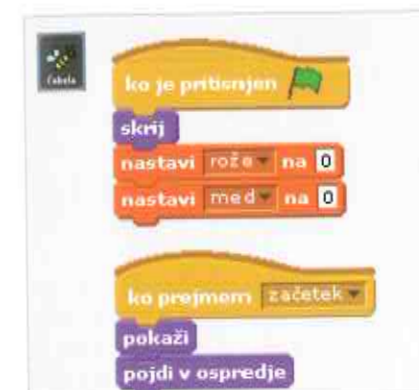 čebela
ko je pritisnjen
skrij
nastavi rože na 0
nastavi med na 0
ko prejmem začetek
pokaži
pojdi v ospredje